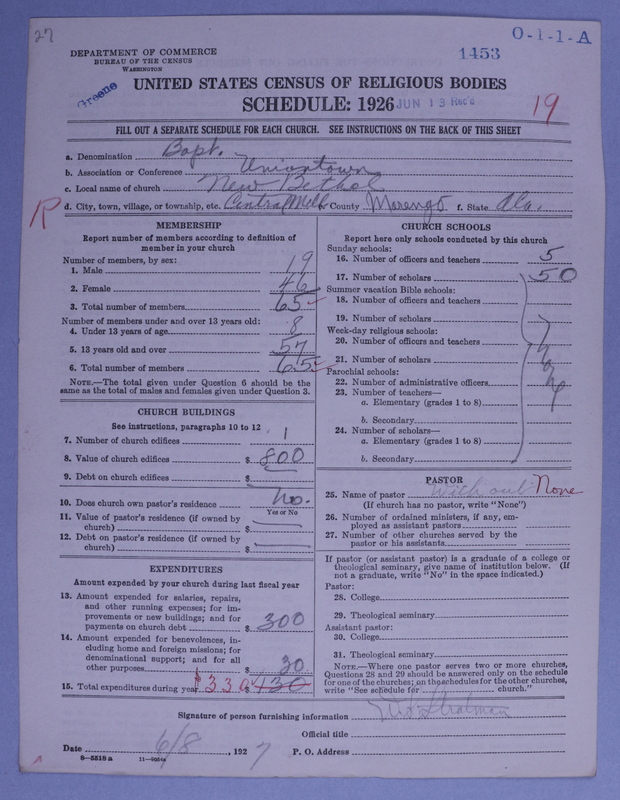 27
O-1-1-A
DEPARTMENT OF COMMERCE
BUREAU OF THE CENSUS
WASHINGTON
1453
Greene
UNITED STATES CENSUS OF RELIGIOUS BODIES
SCHEDULE: 1926
JUN 13 Rec'd
19
FILL OUT A SEPARATE SCHEDULE FOR EACH CHURCH. SEE INSTRUCTIONS ON THE BACK OF THIS SHEET
a. Denomination Bapt.
b. Association or Conference Uniontown
c. Local name of church New Bethel
R
d. City, town, village, or township, etc. Central Mills County Marengo f. State Ala.
MEMBERSHIP
Report number of members according to definition of
member in your church
Number of members, by sex:
1. Male 19
2. Female 46
3. Total number of members 65
Number of members under and over 13 years old:
4. Under 13 years of age 8
5. 13 years old and over 57
6. Total number of members 65
NOTE.—The total given under Question 6 should be the
same as the total of males and females given under Question 3.
CHURCH BUILDINGS
See instructions, paragraphs 10 to 12
7. Number of church edifices 1
8. Value of church edifices $ 800
9. Debt on church edifices $
10. Does church own pastor's residence No.
Yes or No
11. Value of pastor's residence (if owned by
church) $
12. Debt on pastor's residence (if owned by
church) $
EXPENDITURES
Amount expended by your church during last fiscal year
13. Amount expended for salaries, repairs,
and other running expenses; for im-
provements or new buildings; and for
payments on church debt $ 300
14. Amount expended for benevolences, in-
cluding home and foreign missions; for
denominational support; and for all
other purposes $ 30.
15. Total expenditures during year $330 $130
CHURCH SCHOOLS
Report here only schools conducted by this church
Sunday schools:
16. Number of officers and teachers 5
17. Number of scholars 50
Summer vacation Bible schools:
18. Number of officers and teachers
19. Number of scholars
Week-day religious schools:
20. Number of officers and teachers
21. Number of scholars
Parochial schools:
22. Number of administrative officers
23. Number of teachers—
a. Elementary (grades 1 to 8)
b. Secondary
24. Number of scholars—
a. Elementary (grades 1 to 8)
b. Secondary
PASTOR
25. Name of pastor Without None
(If church has no pastor, write "None")
26. Number of ordained ministers, if any, em-
ployed as assistant pastors
27. Number of other churches served by the
pastor or his assistants
If pastor (or assistant pastor) is a graduate of a college or
theological seminary, give name of institution below. (If
not a graduate, write "No" in the space indicated.)
Pastor:
28. College
29. Theological seminary
Assistant pastor:
30. College
31. Theological seminary
NOTE.—Where one pastor serves two or more churches,
Questions 28 and 29 should be answered only on the schedule
for one of the churches; on the schedules for the other churches,
write "See schedule for church."
Signature of person furnishing information
Official title
Date 6/8, 1927 P. O. Address
8—5518 a